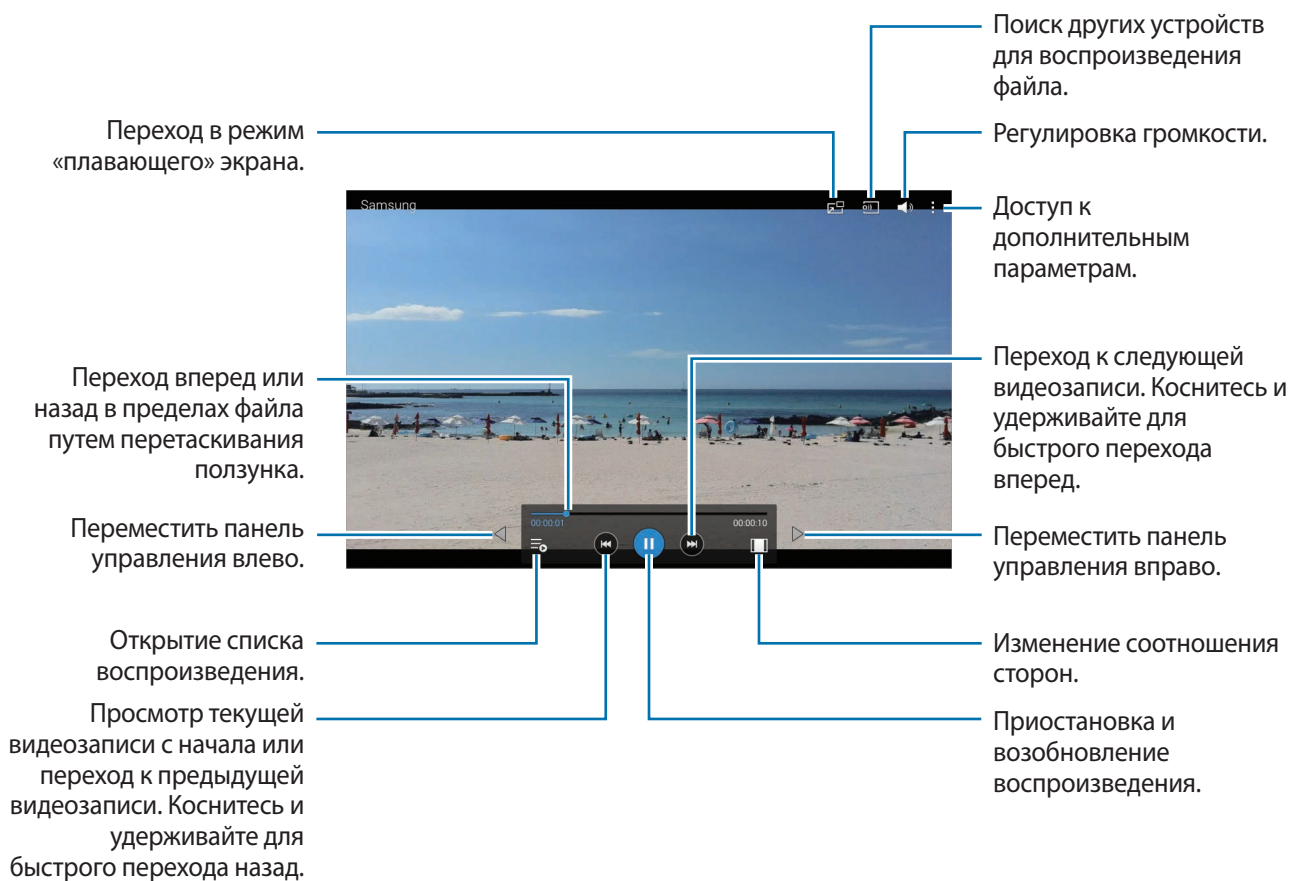 Поиск других устройств
для воспроизведения
файла.
Переход в режим
«плавающего» экрана.
Регулировка громкости.
Samsung
Доступ к
дополнительным
параметрам.
Переход вперед или
назад в пределах файла
путем перетаскивания
ползунка.
Переход к следующей
видеозаписи. Коснитесь и
удерживайте для
быстрого перехода
вперед.
00:00:01
00:00:10
Переместить панель
управления влево.
Переместить панель
управления вправо.
Открытие списка
воспроизведения.
Изменение соотношения
сторон.
Просмотр текущей
видеозаписи с начала или
переход к предыдущей
видеозаписи. Коснитесь и
удерживайте для
быстрого перехода назад.
Приостановка и
возобновление
воспроизведения.